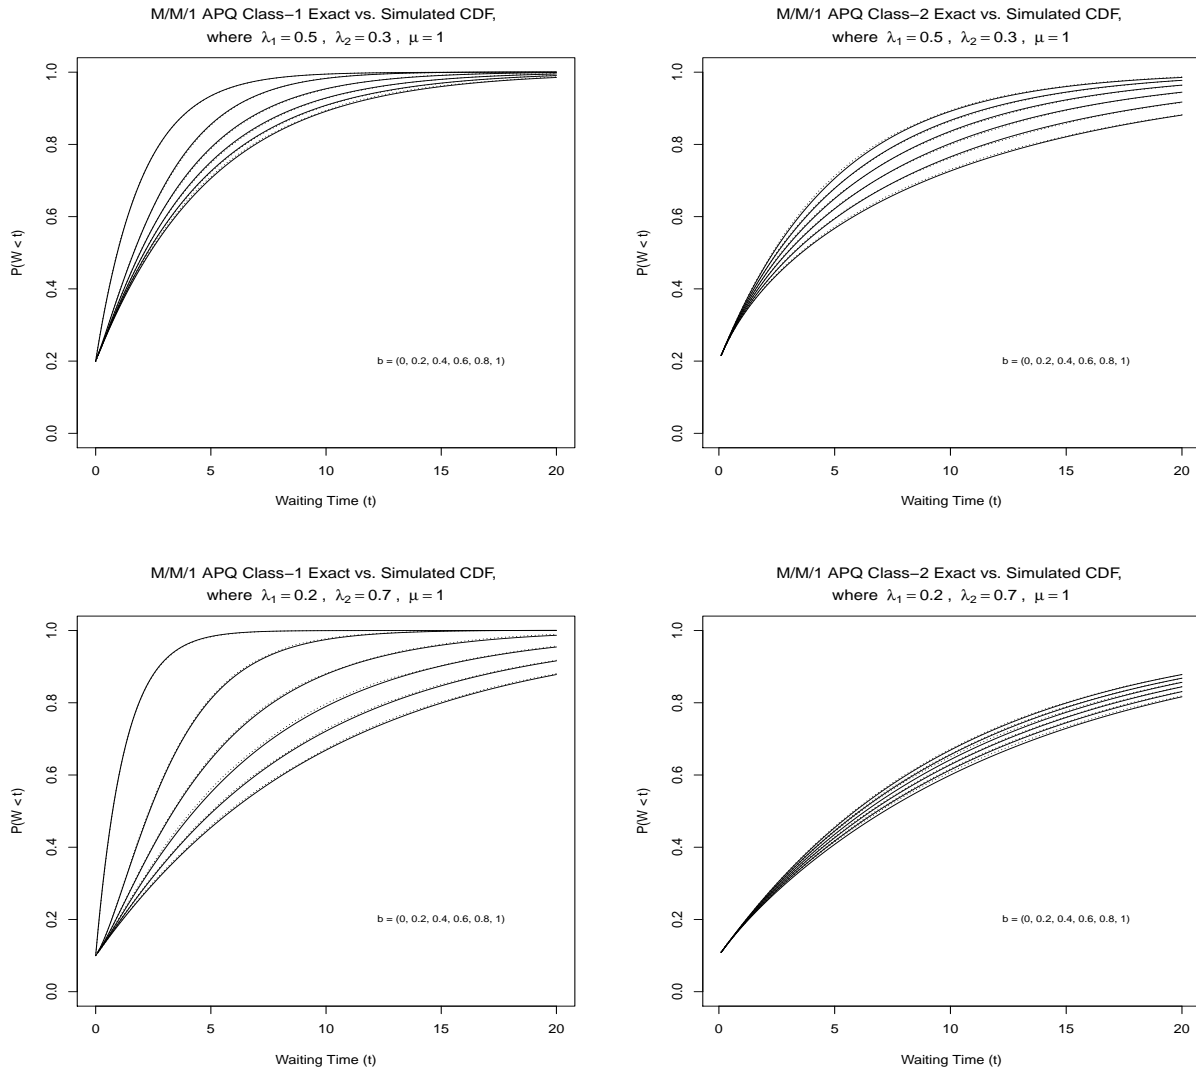 M/M/1 APQ Class−1 Exact vs. Simulated CDF,
where λ1 = 0.5 , λ2 = 0.3 , μ = 1
P(W < t)
1.0
0.8
0.6
0.4
0.2
0.0
b = (0, 0.2, 0.4, 0.6, 0.8, 1)
0 5 10 15 20
Waiting Time (t)
M/M/1 APQ Class−2 Exact vs. Simulated CDF,
where λ1 = 0.5 , λ2 = 0.3 , μ = 1
P(W < t)
1.0
0.8
0.6
0.4
0.2
0.0
b = (0, 0.2, 0.4, 0.6, 0.8, 1)
0 5 10 15 20
Waiting Time (t)
M/M/1 APQ Class−1 Exact vs. Simulated CDF,
where λ1 = 0.2 , λ2 = 0.7 , μ = 1
P(W < t)
1.0
0.8
0.6
0.4
0.2
0.0
b = (0, 0.2, 0.4, 0.6, 0.8, 1)
0 5 10 15 20
Waiting Time (t)
M/M/1 APQ Class−2 Exact vs. Simulated CDF,
where λ1 = 0.2 , λ2 = 0.7 , μ = 1
P(W < t)
1.0
0.8
0.6
0.4
0.2
0.0
b = (0, 0.2, 0.4, 0.6, 0.8, 1)
0 5 10 15 20
Waiting Time (t)